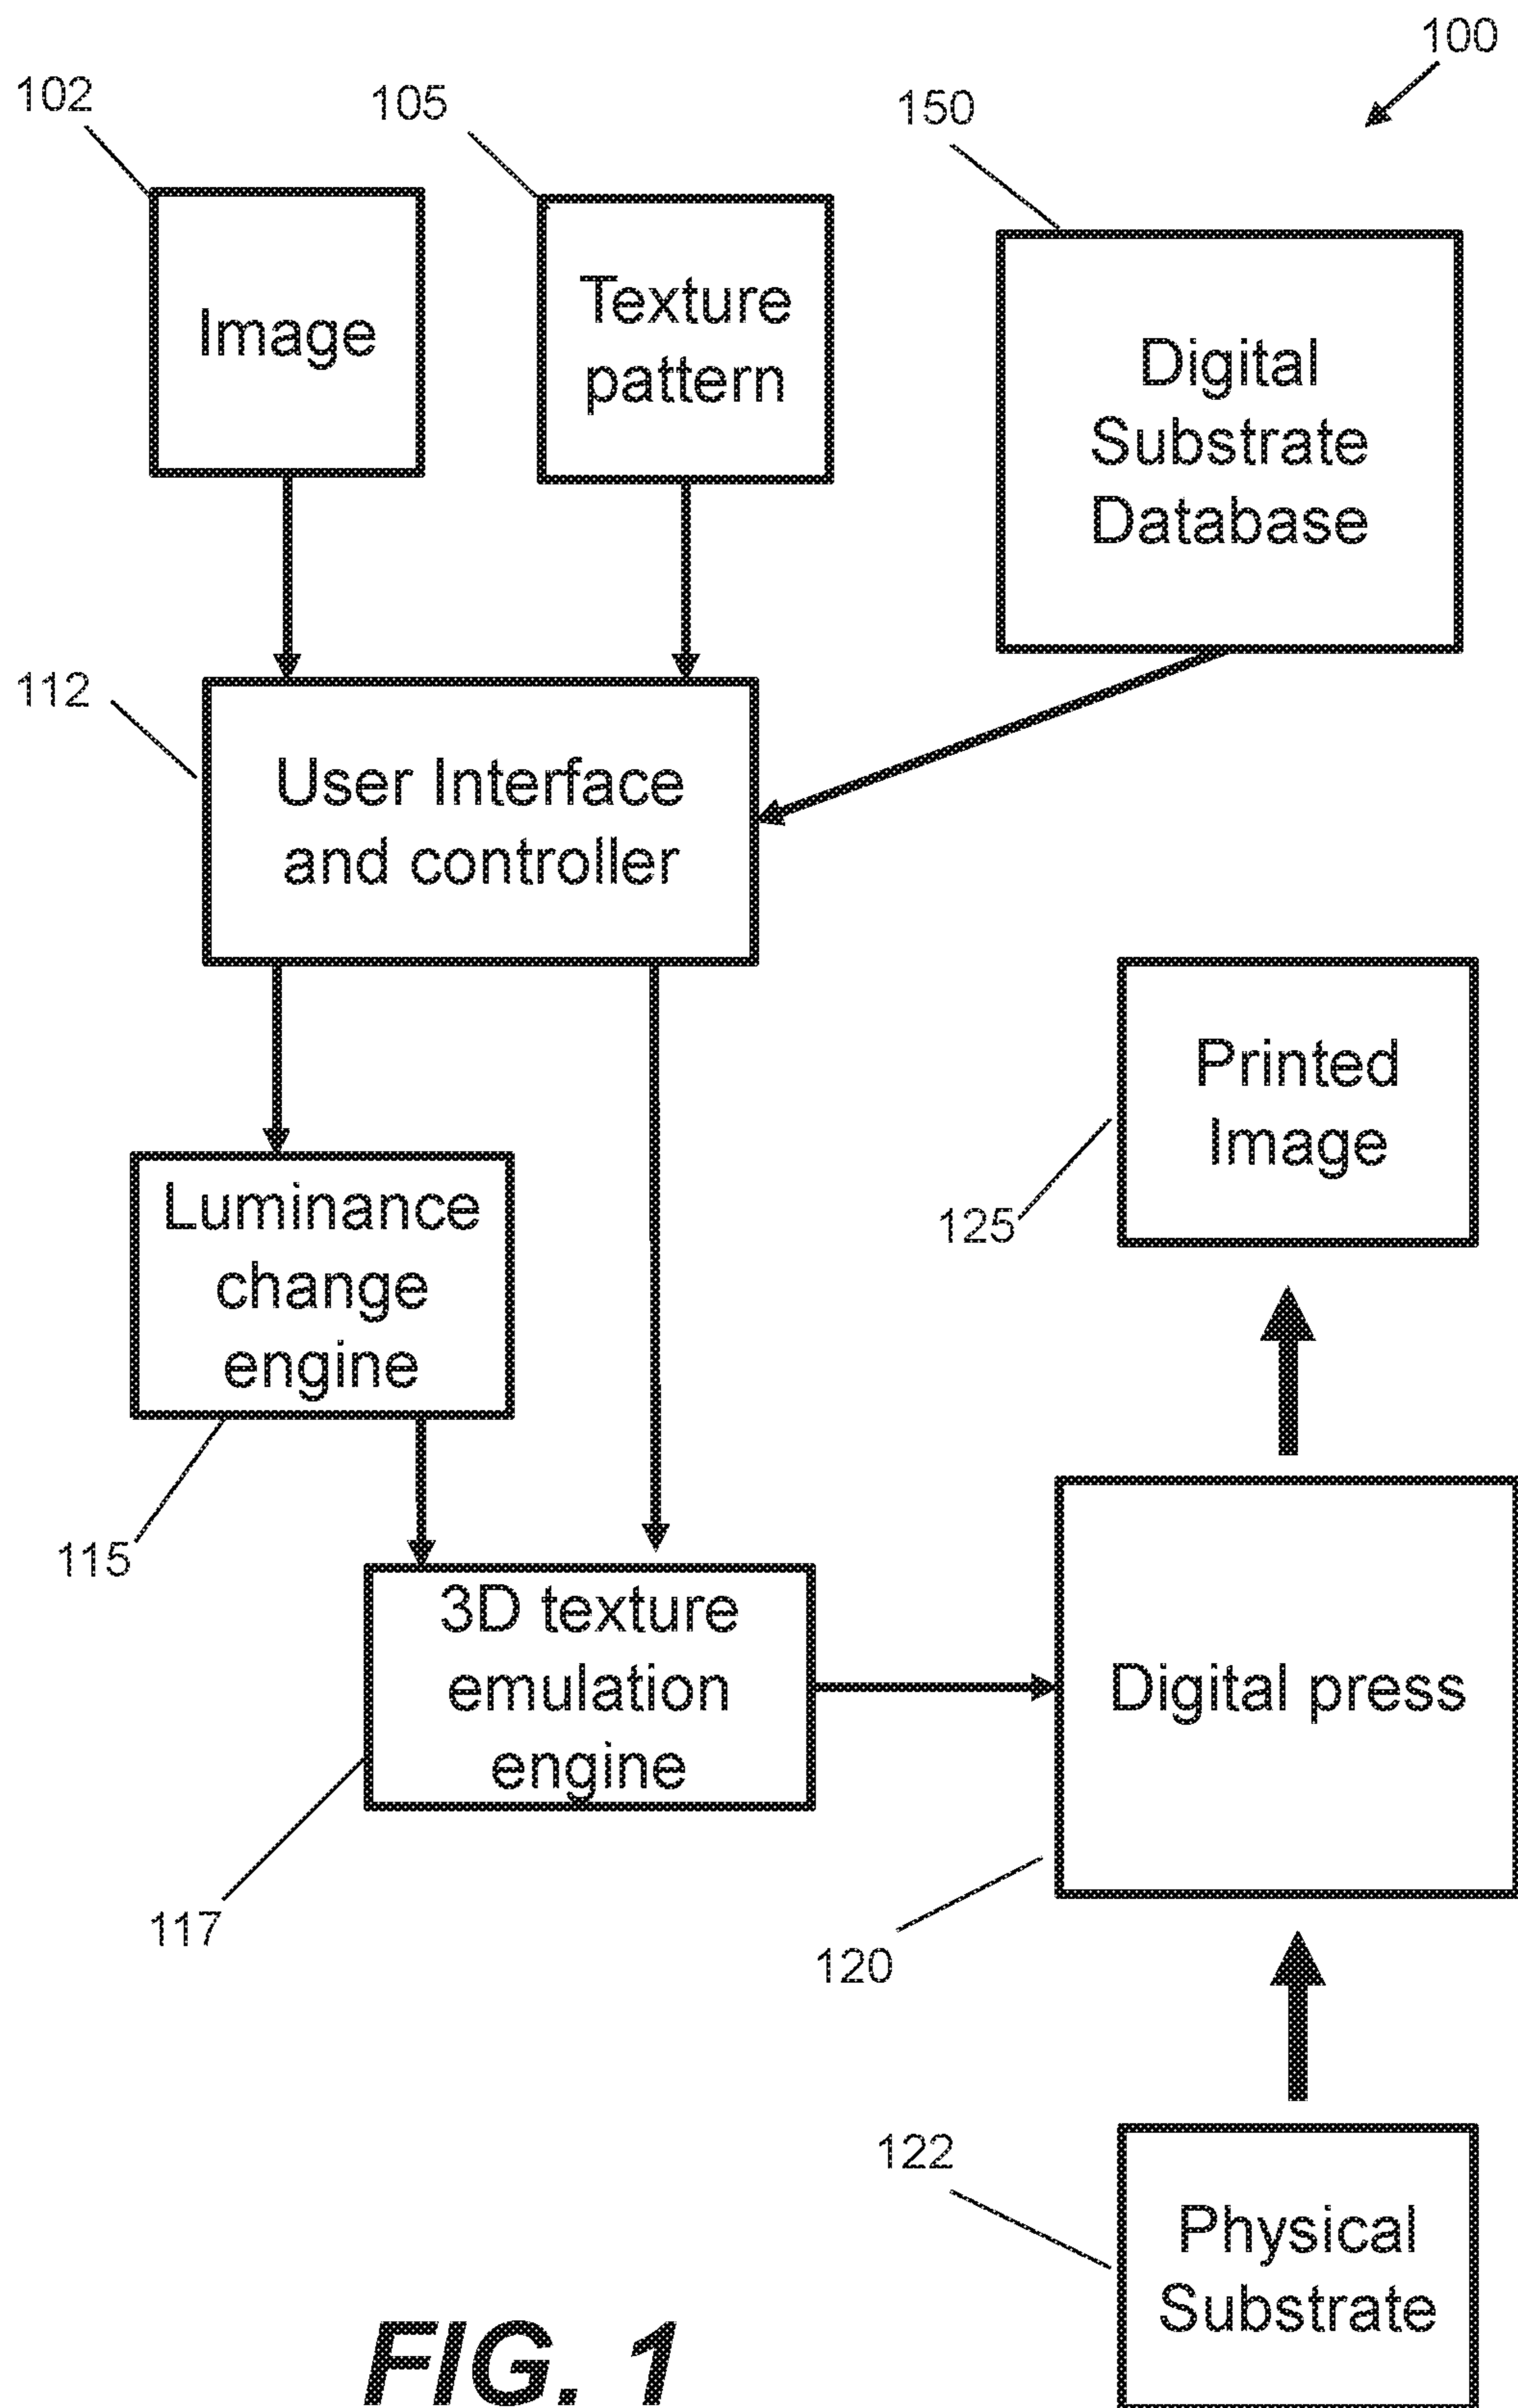 100
102
105
150
Image
Texture
pattern
Digital
Substrate
Database
112
User Interface
and controller
Printed
Image
125
Luminance
change
engine
115
3D texture
emulation
engine
117
Digital press
120
122
Physical
Substrate
FIG. 1